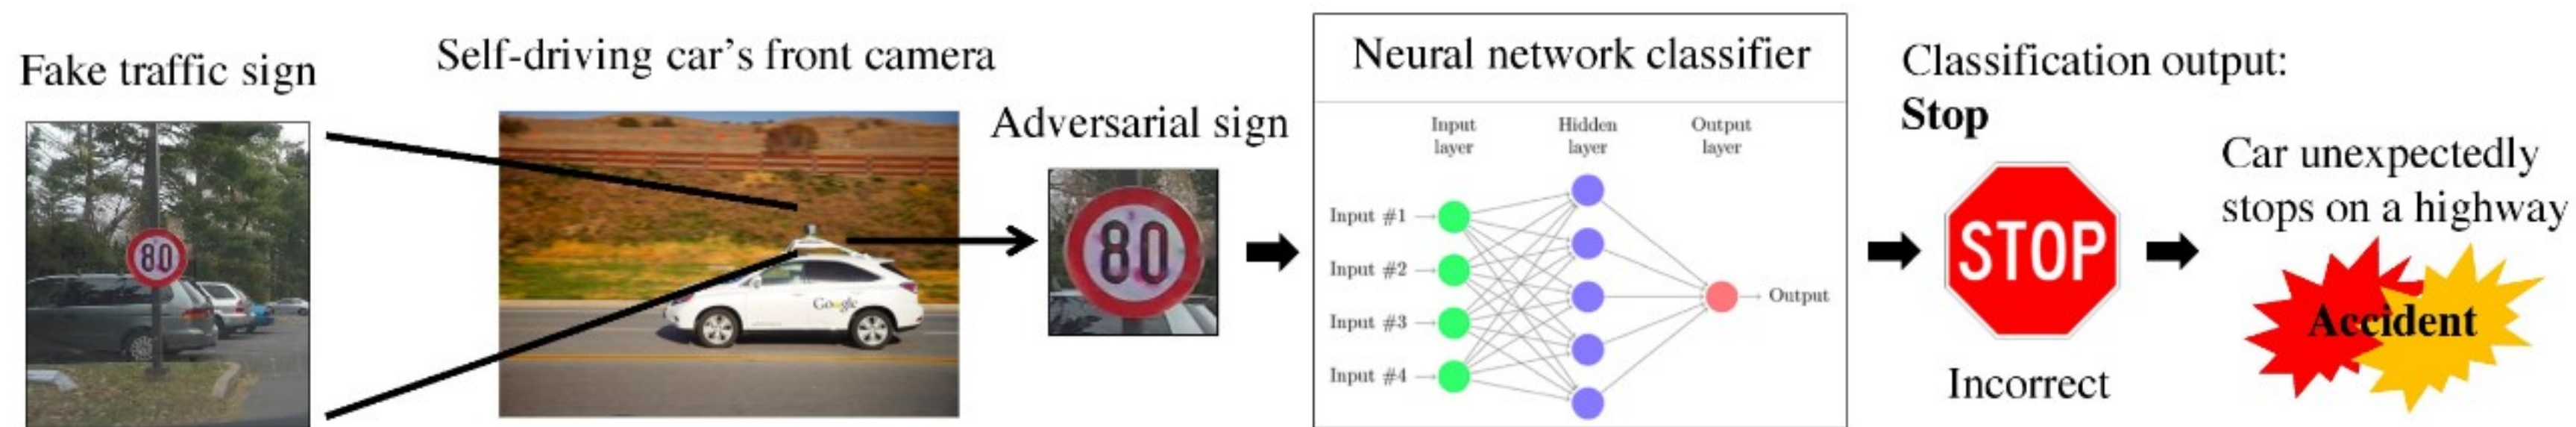 Fake traffic sign
80
Self-driving car's front camera
Google
Adversarial sign
80
Neural network classifier
Input
layer
Hidden
layer
Output
layer
Input #1
Input #2
Input #3
Input #4
Output
Classification output:
Stop
STOP
Incorrect
Car unexpectedly
stops on a highway
Accident